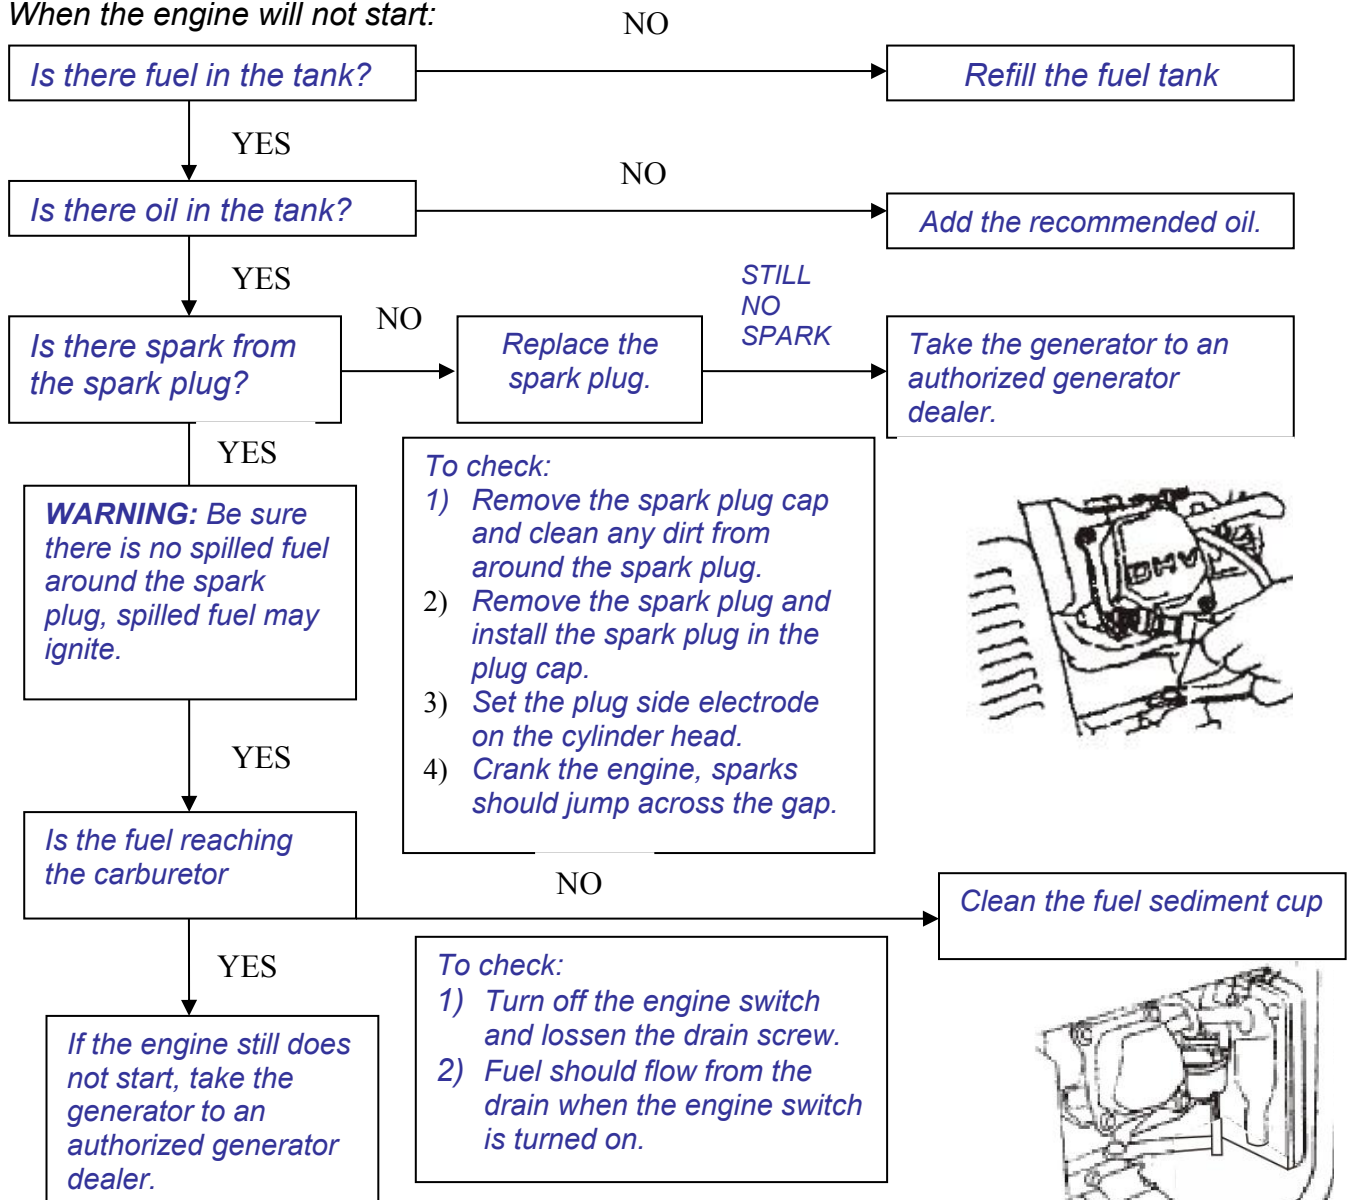 When the engine will not start:
NO
Is there fuel in the tank?
Refill the fuel tank
YES
NO
Is there oil in the tank?
Add the recommended oil.
YES
NO
STILL
NO
SPARK
Is there spark from
the spark plug?
Replace the
spark plug.
Take the generator to an
authorized generator
dealer.
YES
WARNING: Be sure
there is no spilled fuel
around the spark
plug, spilled fuel may
ignite.
To check:
1) Remove the spark plug cap
and clean any dirt from
around the spark plug.
2) Remove the spark plug and
install the spark plug in the
plug cap.
3) Set the plug side electrode
on the cylinder head.
4) Crank the engine, sparks
should jump across the gap.
OHV
YES
Is the fuel reaching
the carburetor
NO
Clean the fuel sediment cup
YES
To check:
1) Turn off the engine switch
and lossen the drain screw.
2) Fuel should flow from the
drain when the engine switch
is turned on.
If the engine still does
not start, take the
generator to an
authorized generator
dealer.